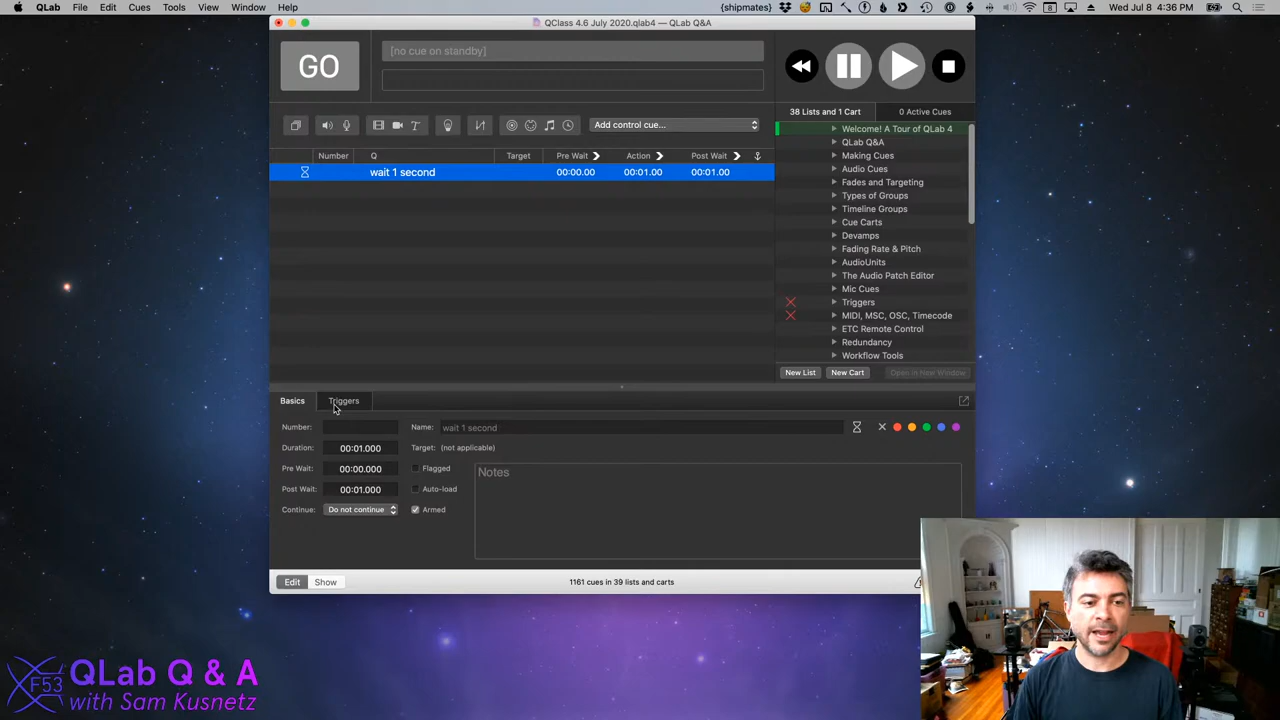 QLab File Edit Cues Tools View Window Help {shipmates} Wed Jul 8 4:36 PM
QClass 4.6 July 2020.qlab4 — QLab Q&A
GO
[no cue on standby]
38 Lists and 1 Cart 0 Active Cues
Add control cue...
Number Q Target Pre Wait Action Post Wait
wait 1 second 00:00.00 00:01.00 00:01.00
Welcome! A Tour of QLab 4
QLab Q&A
Making Cues
Audio Cues
Fades and Targeting
Types of Groups
Timeline Groups
Cue Carts
Devamps
Fading Rate & Pitch
AudioUnits
The Audio Patch Editor
Mic Cues
Triggers
MIDI, MSC, OSC, Timecode
ETC Remote Control
Redundancy
Workflow Tools
New List New Cart Open in New Window
Basics Triggers
Number: Name: wait 1 second
Duration: 00:01.000 Target: (not applicable)
Pre Wait: 00:00.000 Flagged Notes
Post Wait: 00:01.000 Auto-load
Continue: Do not continue Armed
Edit Show 1161 cues in 39 lists and carts
F53 QLab Q & A
with Sam Kusnetz